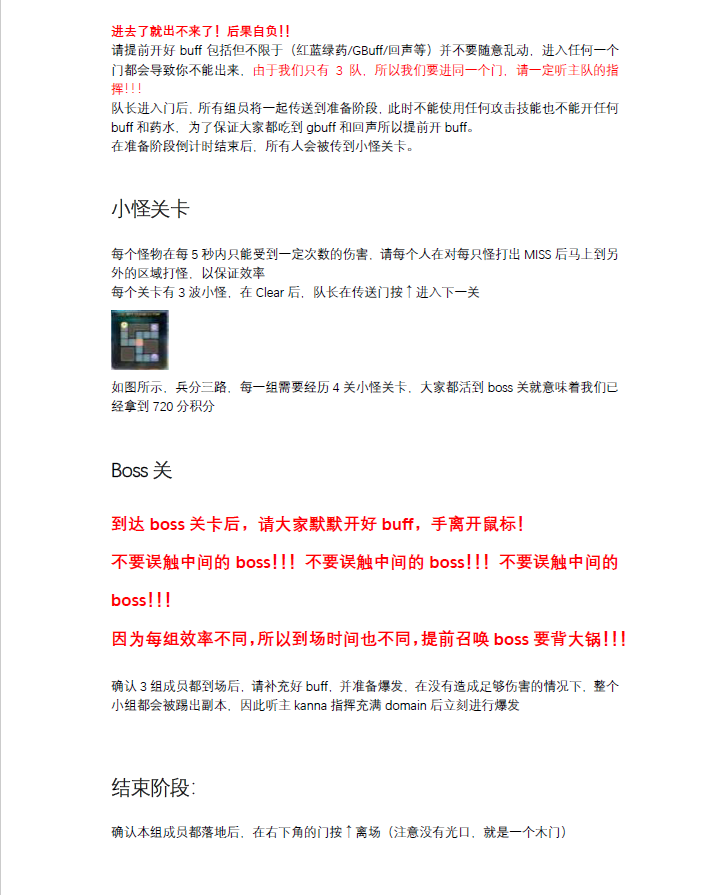 进去了就出不来了！后果自负!!
请提前开好 buff 包括但不限于（红蓝绿药/GBuff/回声等）并不要随意乱动，进入任何一个
门都会导致你不能出来，由于我们只有 3 队，所以我们要进同一个门，请一定听主队的指
挥!!!
队长进入门后，所有组员将一起传送到准备阶段，此时不能使用任何攻击技能也不能开任何
buff 和药水，为了保证大家都吃到 gbuff 和回声所以提前开 buff。
在准备阶段倒计时结束后，所有人会被传到小怪关卡。
小怪关卡
每个怪物在每 5 秒内只能受到一定次数的伤害，请每个人在对每只怪打出 MISS 后马上到另
外的区域打怪，以保证效率
每个关卡有 3 波小怪，在 Clear 后，队长在传送门按↑进入下一关
如图所示，兵分三路，每一组需要经历 4 关小怪关卡，大家都活到 boss 关就意味着我们已
经拿到 720 分积分
Boss 关
到达 boss 关卡后，请大家默默开好 buff，手离开鼠标！
不要误触中间的 boss!!! 不要误触中间的 boss!!! 不要误触中间的
boss!!!
因为每组效率不同，所以到场时间也不同，提前召唤 boss 要背大锅!!!
确认 3 组成员都到场后，请补充好 buff，并准备爆发，在没有造成足够伤害的情况下，整个
小组都会被踢出副本，因此听主 kanna 指挥充满 domain 后立刻进行爆发
结束阶段:
确认本组成员都落地后，在右下角的门按↑离场（注意没有光口，就是一个木门）